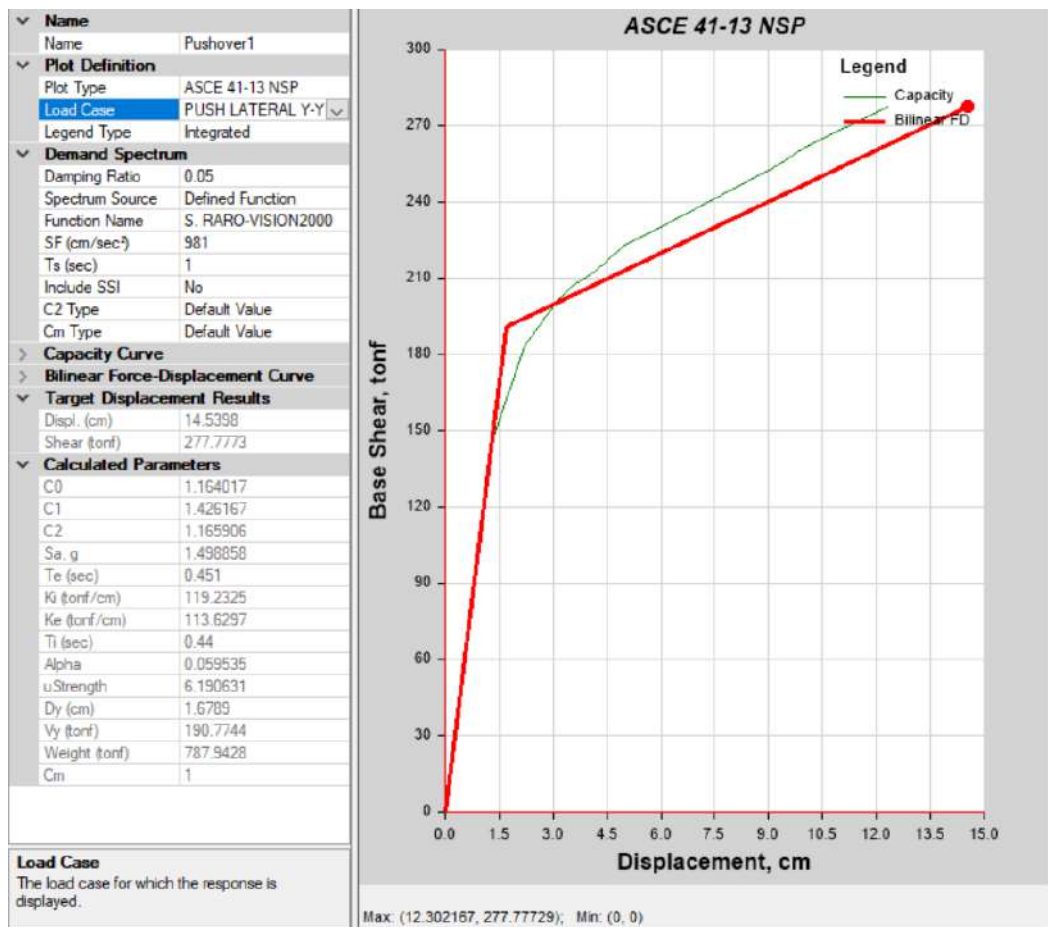 Name
Name Pushover1
Plot Definition
Plot Type ASCE 41-13 NSP
Load Case PUSH LATERAL Y-Y
Legend Type Integrated
Demand Spectrum
Damping Ratio 0.05
Spectrum Source Defined Function
Function Name S. RARO-VISION2000
SF (cm/sec²) 981
Ts (sec) 1
Include SSI No
C2 Type Default Value
Cm Type Default Value
Capacity Curve
Bilinear Force-Displacement Curve
Target Displacement Results
Displ. (cm) 14.5398
Shear (tonf) 277.7773
Calculated Parameters
C0 1.164017
C1 1.426167
C2 1.165906
Sa, g 1.498858
Te (sec) 0.451
Ki (tonf/cm) 119.2325
Ke (tonf/cm) 113.6297
Ti (sec) 0.44
Alpha 0.059535
uStrength 6.190631
Dy (cm) 1.6789
Vy (tonf) 190.7744
Weight (tonf) 787.9428
Cm 1
Load Case
The load case for which the response is
displayed.
ASCE 41-13 NSP
Legend
Capacity
Bilinear FD
Base Shear, tonf
300
270
240
210
180
150
120
90
60
30
0
0.0 1.5 3.0 4.5 6.0 7.5 9.0 10.5 12.0 13.5 15.0
Displacement, cm
Max: (12.302167, 277.77729); Min: (0, 0)